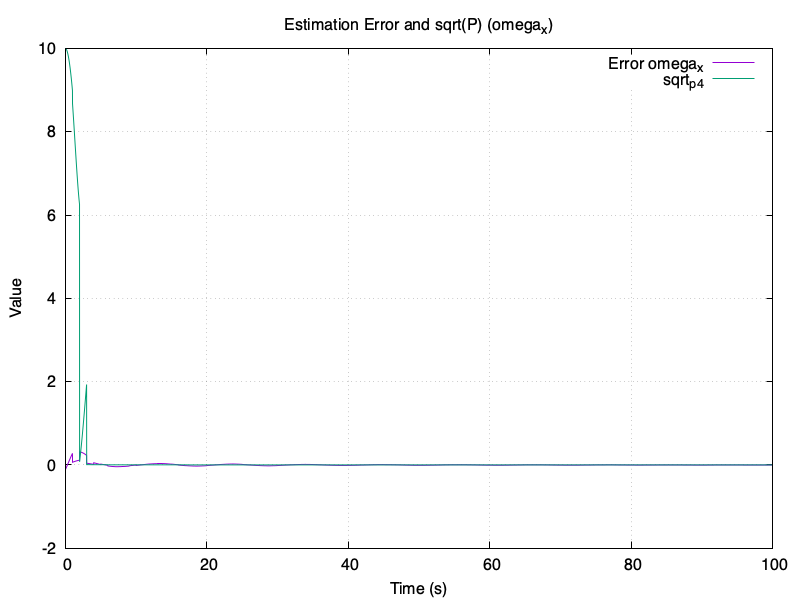 Estimation Error and sqrt(P) (omegaₓ)
Error omegaₓ
sqrtₚ₄
10
8
6
4
2
0
-2
Value
0 20 40 60 80 100
Time (s)